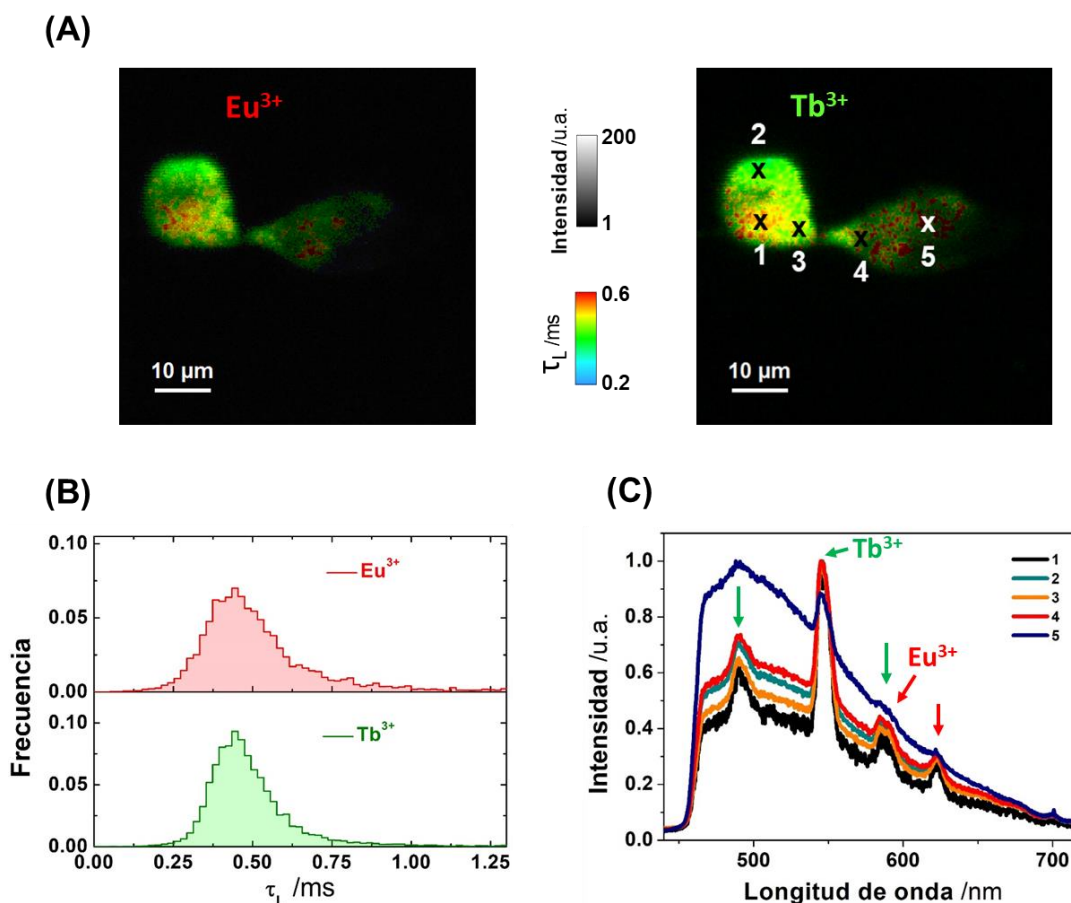 (A)
Eu³⁺
10 µm
Intensidad/u.a.
200
1
τL /ms
0.6
0.2
Tb³⁺
2
x
x
x
x
x
1
3
4
5
10 µm
(B)
Frecuencia
0.10
0.05
0.00
Eu³⁺
0.10
0.05
0.00
Tb³⁺
0.00 0.25 0.50 0.75 1.00 1.25
τL/ms
(C)
Intensidad /u.a.
1.0
0.8
0.6
0.4
0.2
0.0
Tb³⁺
Eu³⁺
1
2
3
4
5
500 600 700
Longitud de onda /nm